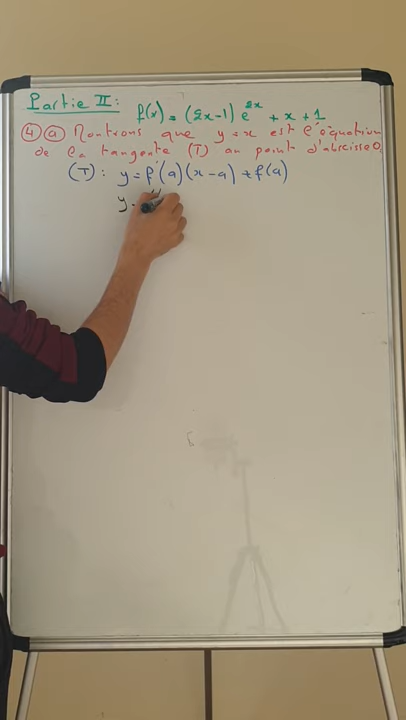 Partie II: f(x) = (2x-1) e^2x + x + 1
4 a Montrons que y = x est l'équation
de la tangente (T) au point d'abscisse 0.
(T): y = f'(a)(x-a) + f(a)
y =